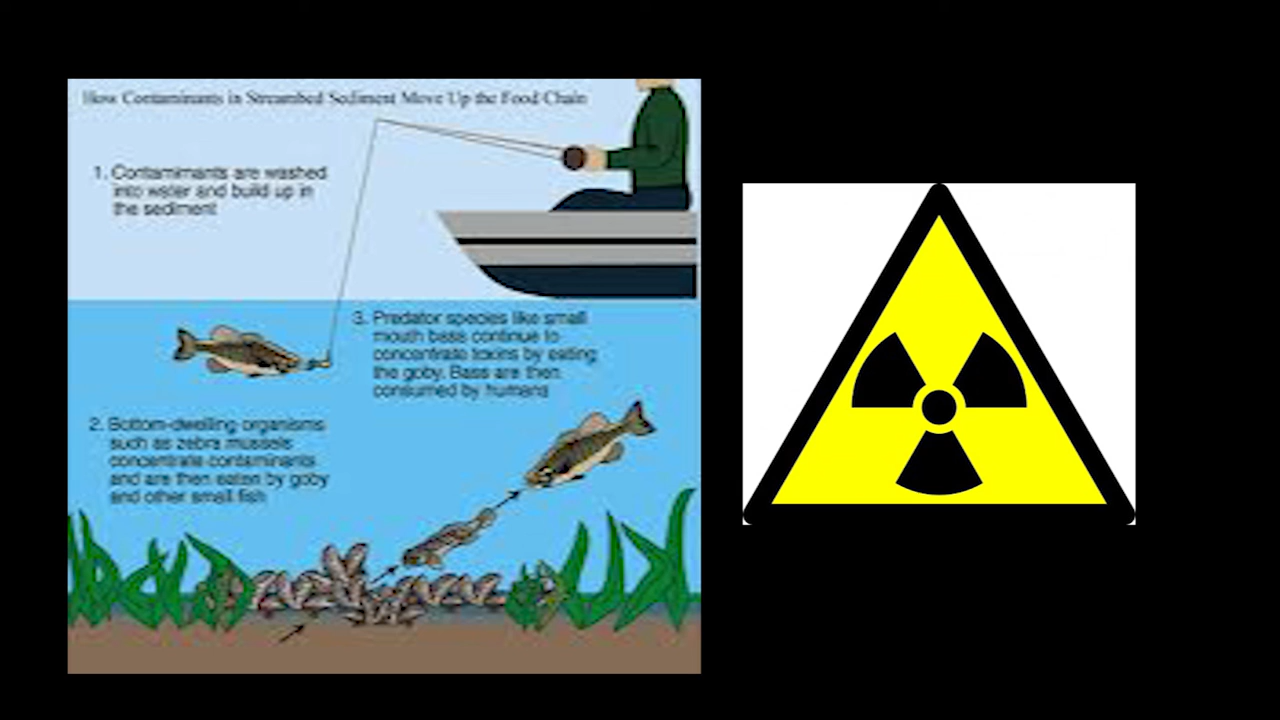 How Contaminants in Streambed Sediment Move Up the Food Chain
1. Contaminants are washed
into water and build up in
the sediment
3. Predator species like small
mouth bass continue to
concentrate toxins by eating
the goby. Bass are then
consumed by humans
2. Bottom-dwelling organisms
such as zebra mussels
concentrate contaminants
and are then eaten by goby
and other small fish